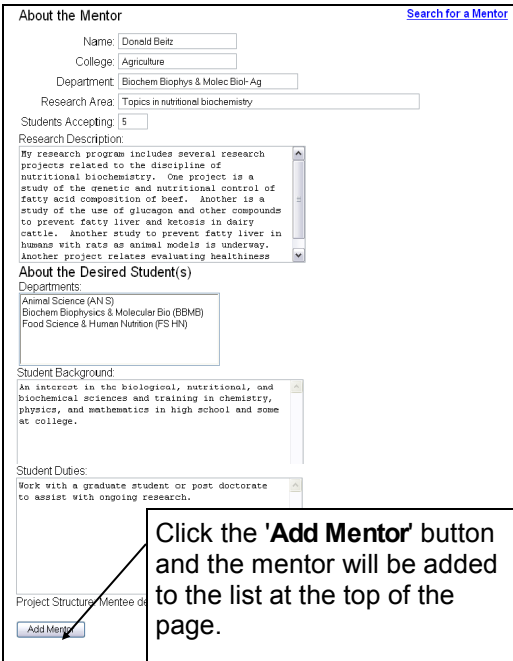 About the Mentor Search for a Mentor
Name: Donald Beitz
College: Agriculture
Department: Biochem Biophys & Molec Biol- Ag
Research Area: Topics in nutritional biochemistry
Students Accepting: 5
Research Description:
My research program includes several research
projects related to the discipline of
nutritional biochemistry. One project is a
study of the genetic and nutritional control of
fatty acid composition of beef. Another is a
study of the use of glucagon and other compounds
to prevent fatty liver and ketosis in dairy
cattle. Another study to prevent fatty liver in
humans with rats as animal models is underway.
Another project relates evaluating healthiness
About the Desired Student(s)
Departments:
Animal Science (AN S)
Biochem Biophysics & Molecular Bio (BBMB)
Food Science & Human Nutrition (FS HN)
Student Background:
An interest in the biological, nutritional, and
biochemical sciences and training in chemistry,
physics, and mathematics in high school and some
at college.
Student Duties:
Work with a graduate student or post doctorate
to assist with ongoing research.
Click the 'Add Mentor' button
and the mentor will be added
to the list at the top of the
page.
Project Structure: Mentee de
Add Mentor